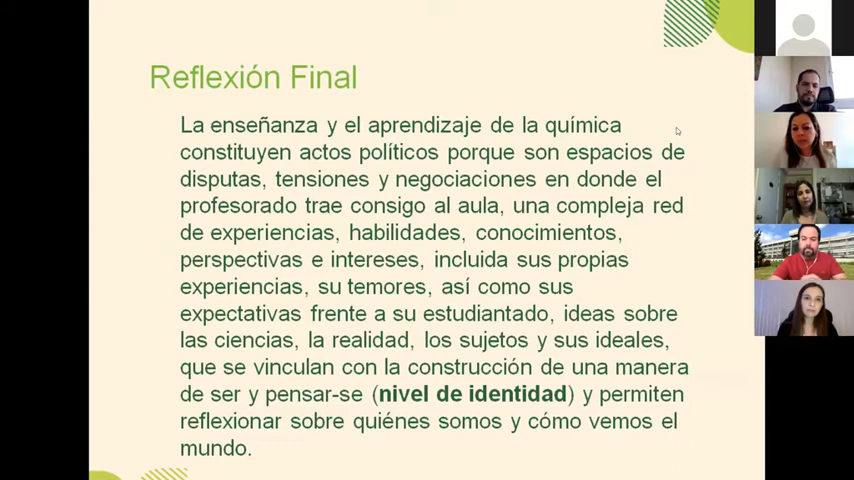 Reflexión Final
La enseñanza y el aprendizaje de la química
constituyen actos políticos porque son espacios de
disputas, tensiones y negociaciones en donde el
profesorado trae consigo al aula, una compleja red
de experiencias, habilidades, conocimientos,
perspectivas e intereses, incluida sus propias
experiencias, su temores, así como sus
expectativas frente a su estudiantado, ideas sobre
las ciencias, la realidad, los sujetos y sus ideales,
que se vinculan con la construcción de una manera
de ser y pensar-se (nivel de identidad) y permiten
reflexionar sobre quiénes somos y cómo vemos el
mundo.